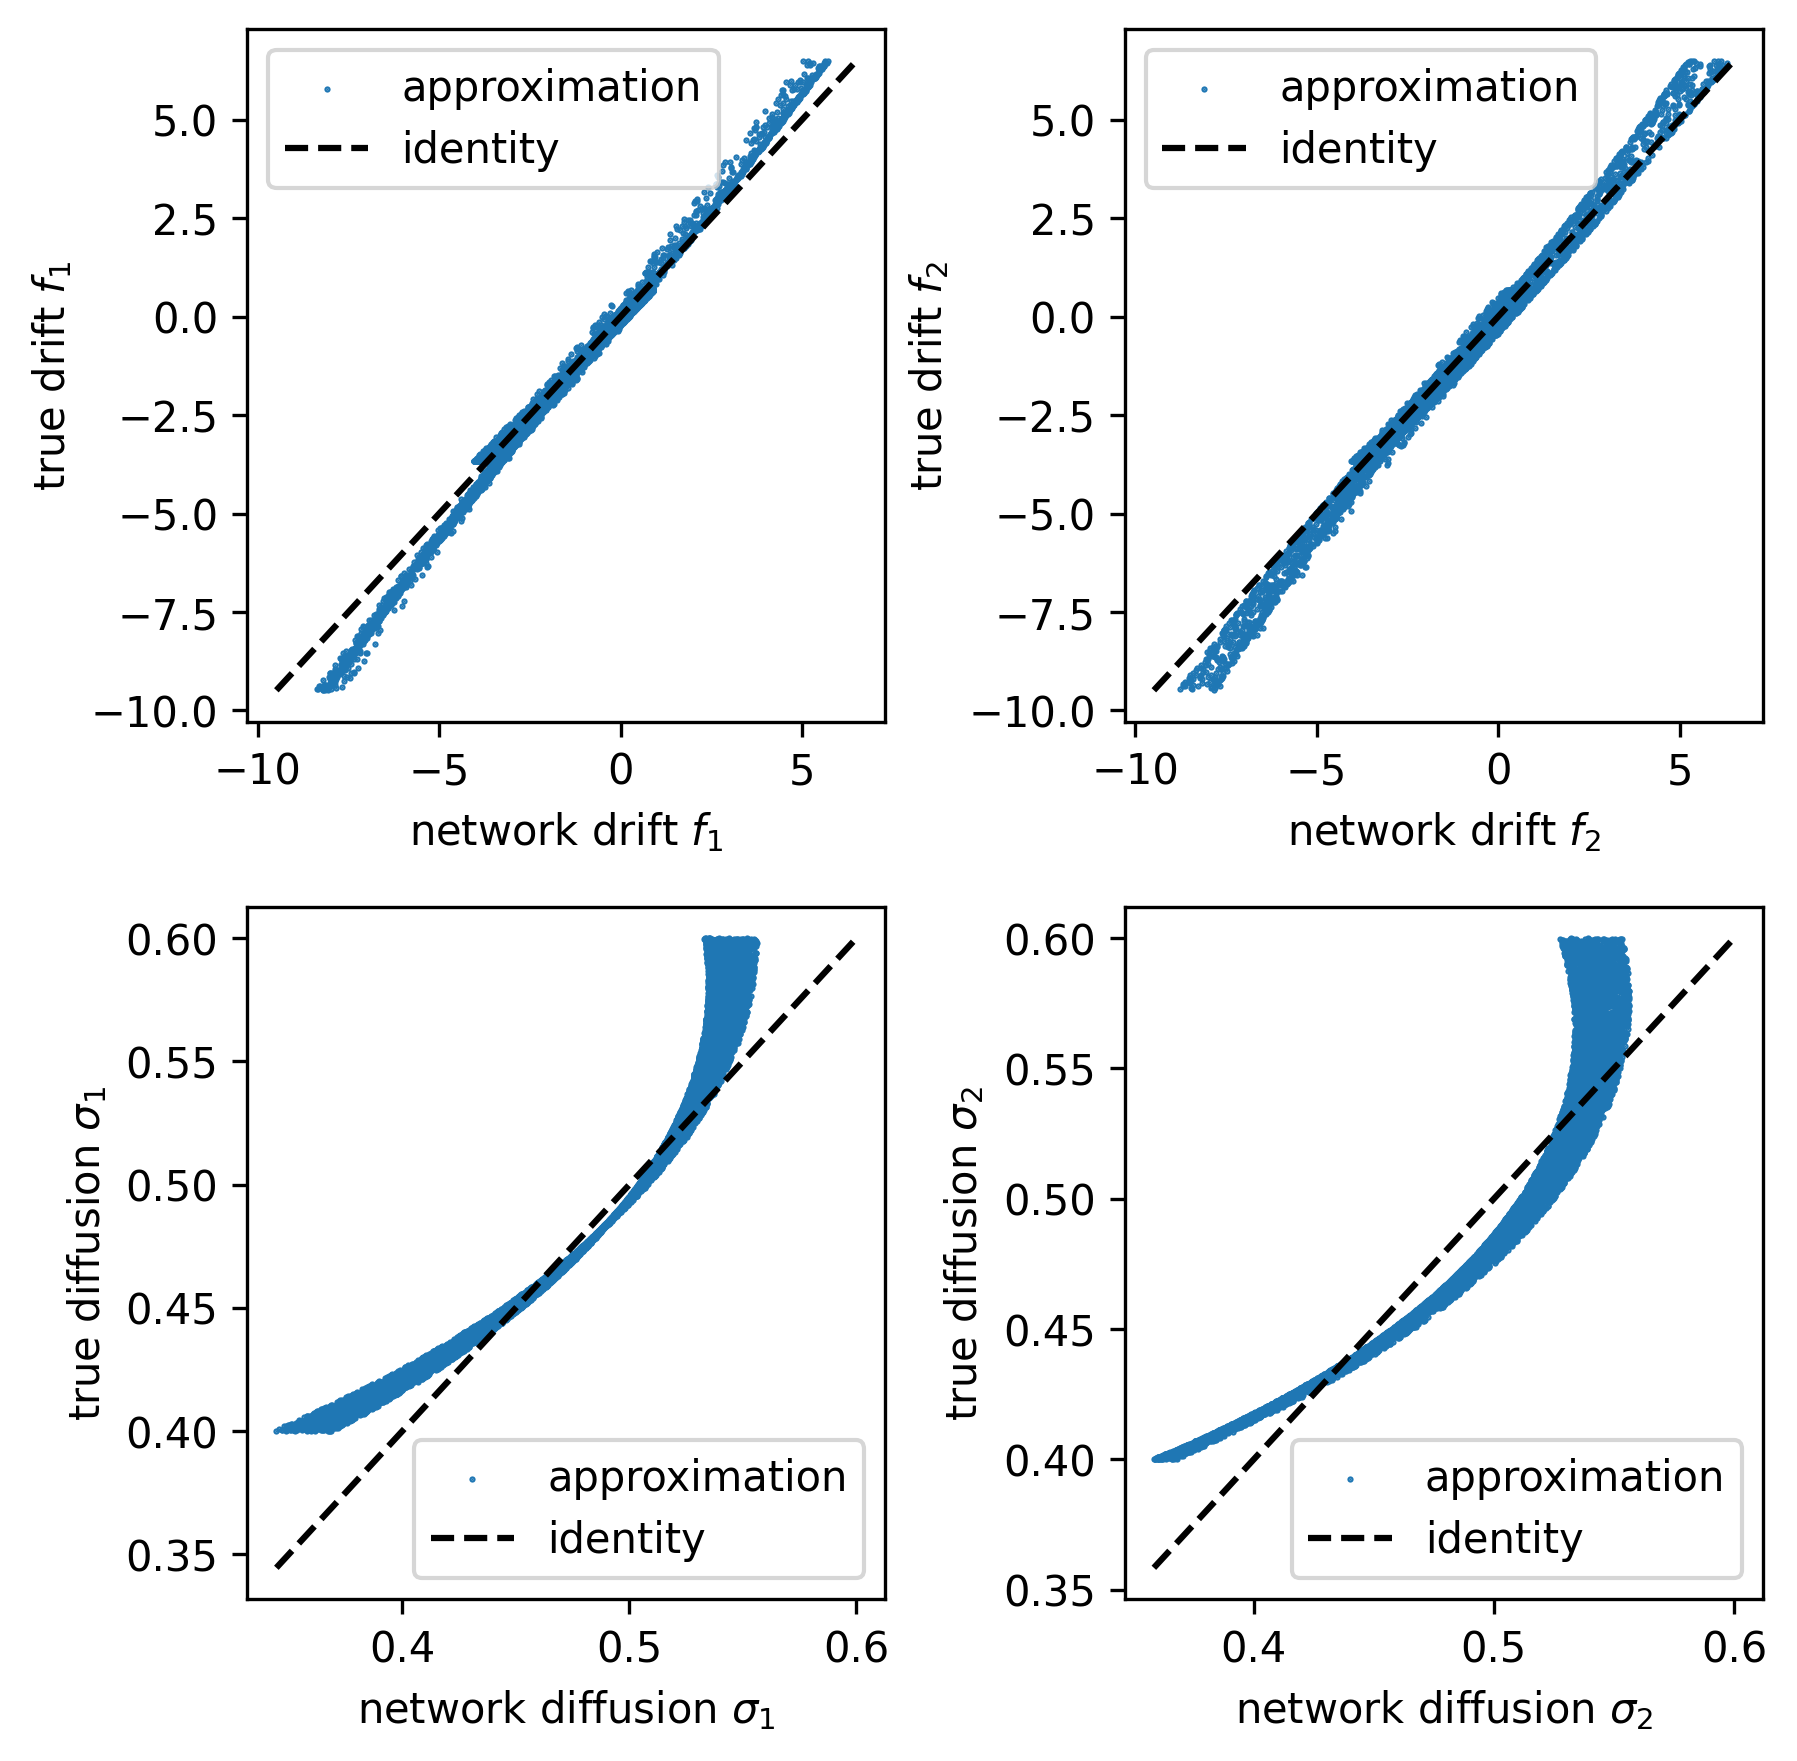 approximation
identity
5.0
2.5
0.0
−2.5
−5.0
−7.5
−10.0
true drift f₁
−10
−5
0
5
network drift f₁
approximation
identity
5.0
2.5
0.0
−2.5
−5.0
−7.5
−10.0
true drift f₂
−10
−5
0
5
network drift f₂
0.60
0.55
0.50
0.45
0.40
0.35
true diffusion σ₁
approximation
identity
0.4
0.5
0.6
network diffusion σ₁
0.60
0.55
0.50
0.45
0.40
0.35
true diffusion σ₂
approximation
identity
0.4
0.5
0.6
network diffusion σ₂